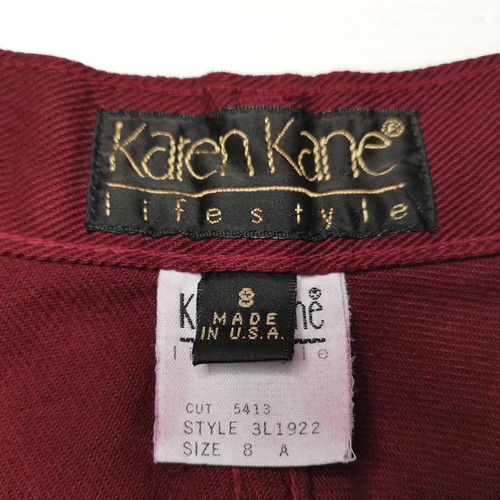 Karen Kane®
lifestyle
8
MADE
IN U.S.A.
CUT 5413
STYLE 3L1922
SIZE 8 A